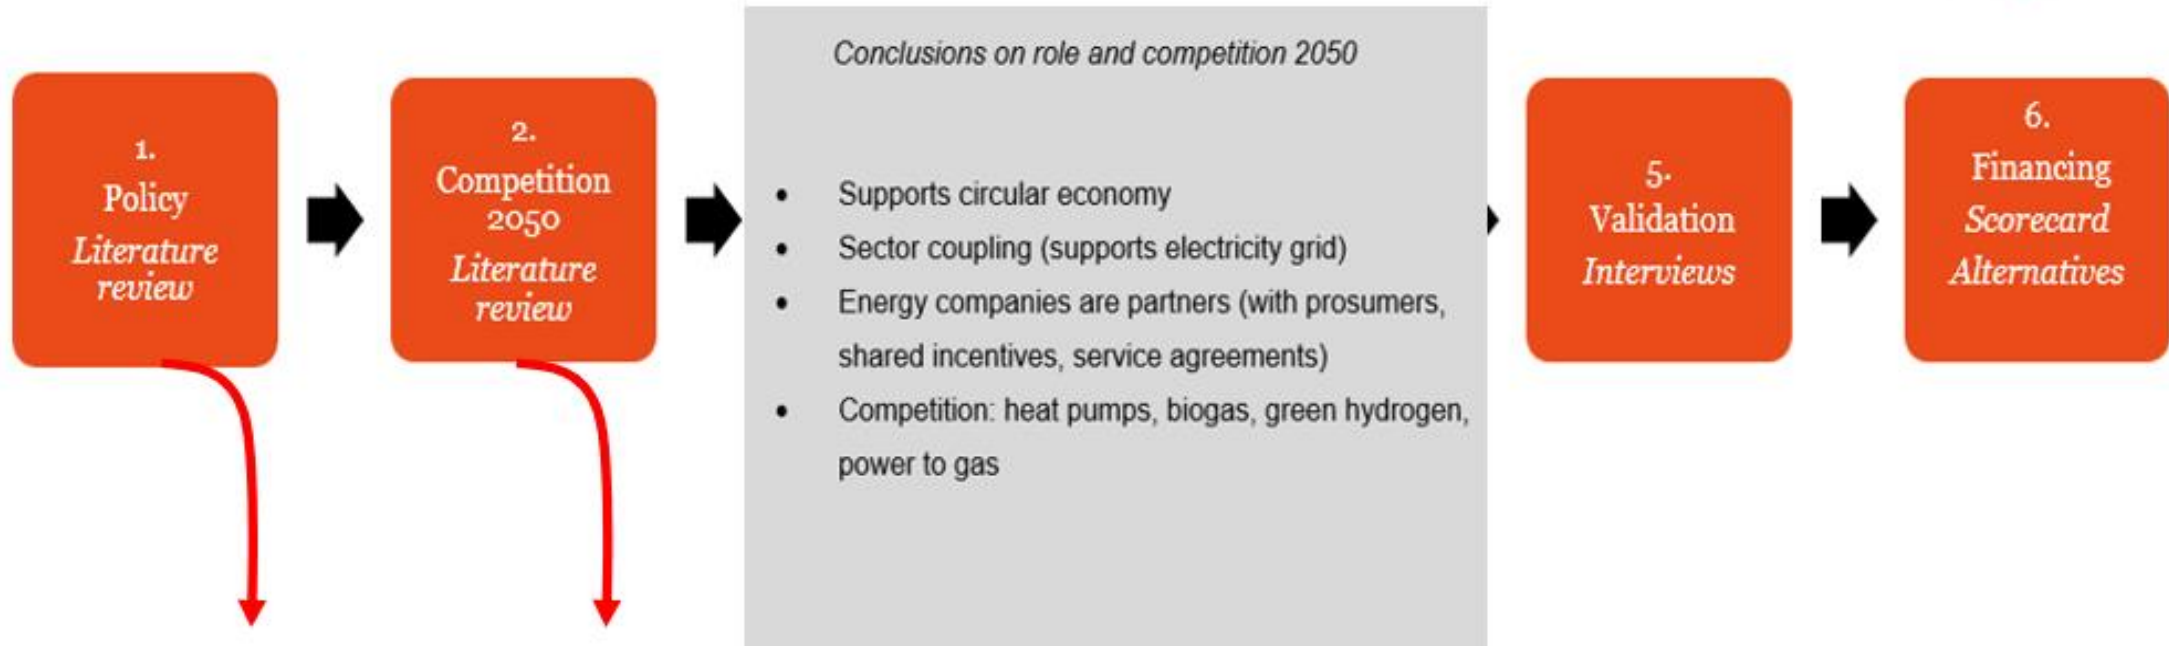 1.
Policy
Literature
review
2.
Competition
2050
Literature
review
Conclusions on role and competition 2050
• Supports circular economy
• Sector coupling (supports electricity grid)
• Energy companies are partners (with prosumers,
shared incentives, service agreements)
• Competition: heat pumps, biogas, green hydrogen,
power to gas
5.
Validation
Interviews
6.
Financing
Scorecard
Alternatives